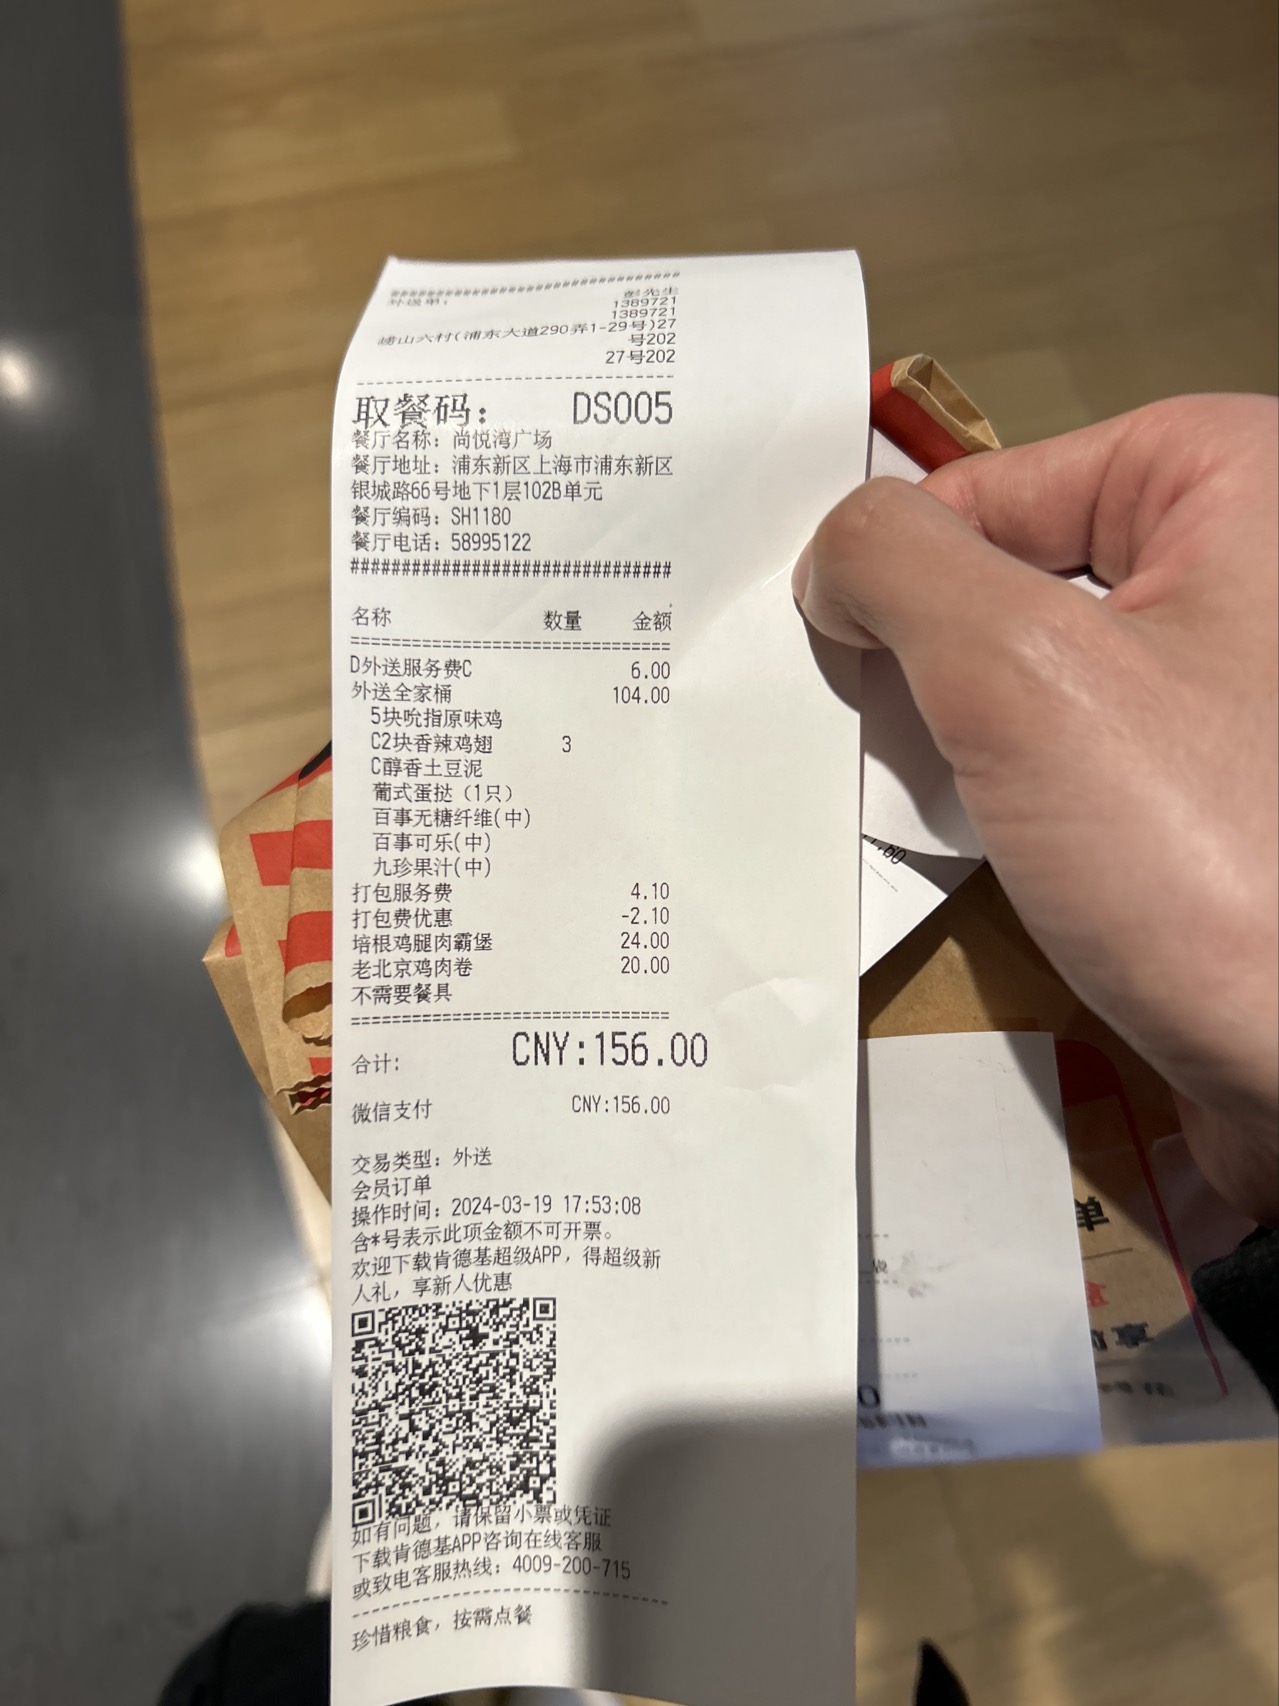 ################################
外送单：
彭先生
1389721
1389721
崂山六村(浦东大道290弄1-29号)27
号202
27号202
--------------------------------
取餐码： DS005
餐厅名称：尚悦湾广场
餐厅地址：浦东新区上海市浦东新区
银城路66号地下1层102B单元
餐厅编码：SH1180
餐厅电话：58995122
################################
名称 数量 金额
================================
D外送服务费C 6.00
外送全家桶 104.00
5块吮指原味鸡
C2块香辣鸡翅 3
C醇香土豆泥
葡式蛋挞（1只）
百事无糖纤维(中)
百事可乐(中)
九珍果汁(中)
打包服务费 4.10
打包费优惠 -2.10
培根鸡腿肉霸堡 24.00
老北京鸡肉卷 20.00
不需要餐具
================================
合计: CNY:156.00
微信支付 CNY:156.00
交易类型：外送
会员订单
操作时间：2024-03-19 17:53:08
含*号表示此项金额不可开票。
欢迎下载肯德基超级APP，得超级新
人礼，享新人优惠
如有问题，请保留小票或凭证
下载肯德基APP咨询在线客服
或致电客服热线：4009-200-715
--------------------------------
珍惜粮食，按需点餐
单